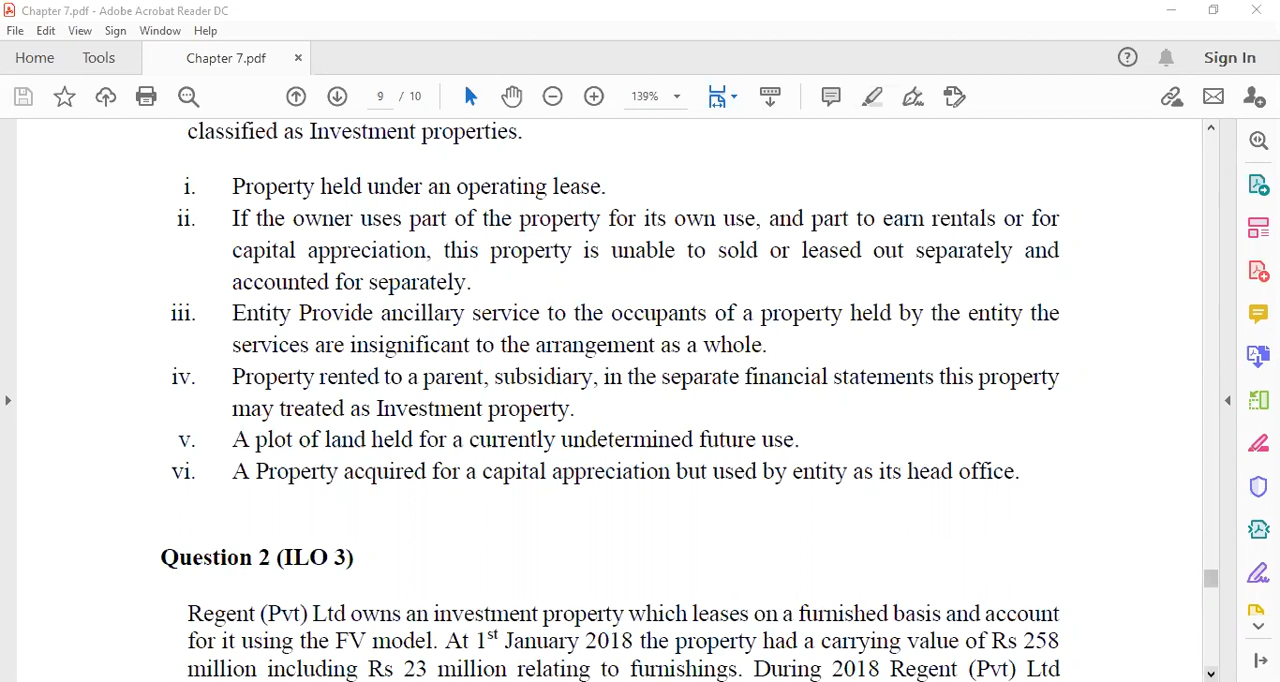 Chapter 7.pdf - Adobe Acrobat Reader DC
File Edit View Sign Window Help
Home Tools Chapter 7.pdf × Sign In
9 / 10 139%
classified as Investment properties.
i. Property held under an operating lease.
ii. If the owner uses part of the property for its own use, and part to earn rentals or for
capital appreciation, this property is unable to sold or leased out separately and
accounted for separately.
iii. Entity Provide ancillary service to the occupants of a property held by the entity the
services are insignificant to the arrangement as a whole.
iv. Property rented to a parent, subsidiary, in the separate financial statements this property
may treated as Investment property.
v. A plot of land held for a currently undetermined future use.
vi. A Property acquired for a capital appreciation but used by entity as its head office.
Question 2 (ILO 3)
Regent (Pvt) Ltd owns an investment property which leases on a furnished basis and account
for it using the FV model. At 1st January 2018 the property had a carrying value of Rs 258
million including Rs 23 million relating to furnishings. During 2018 Regent (Pvt) Ltd